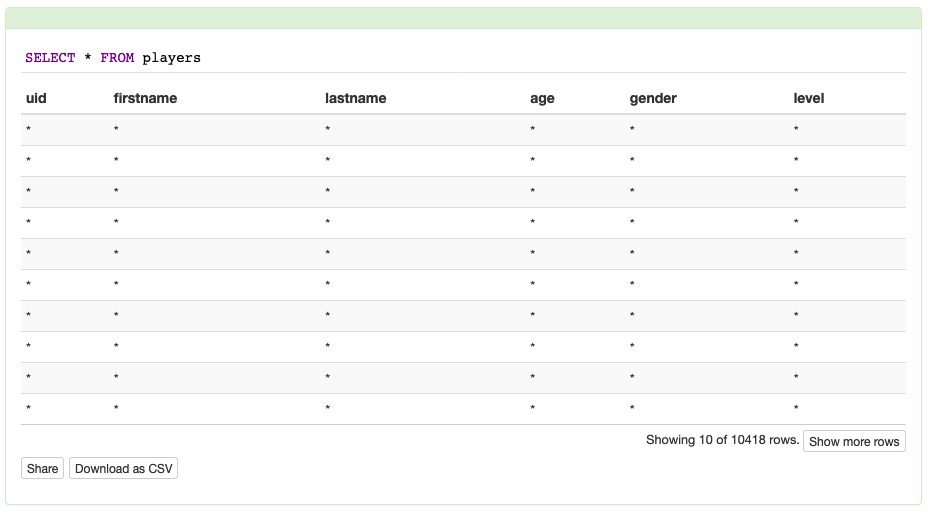 SELECT * FROM players
uid firstname lastname age gender level
* * * * * *
* * * * * *
* * * * * *
* * * * * *
* * * * * *
* * * * * *
* * * * * *
* * * * * *
* * * * * *
* * * * * *
Showing 10 of 10418 rows. Show more rows
Share Download as CSV